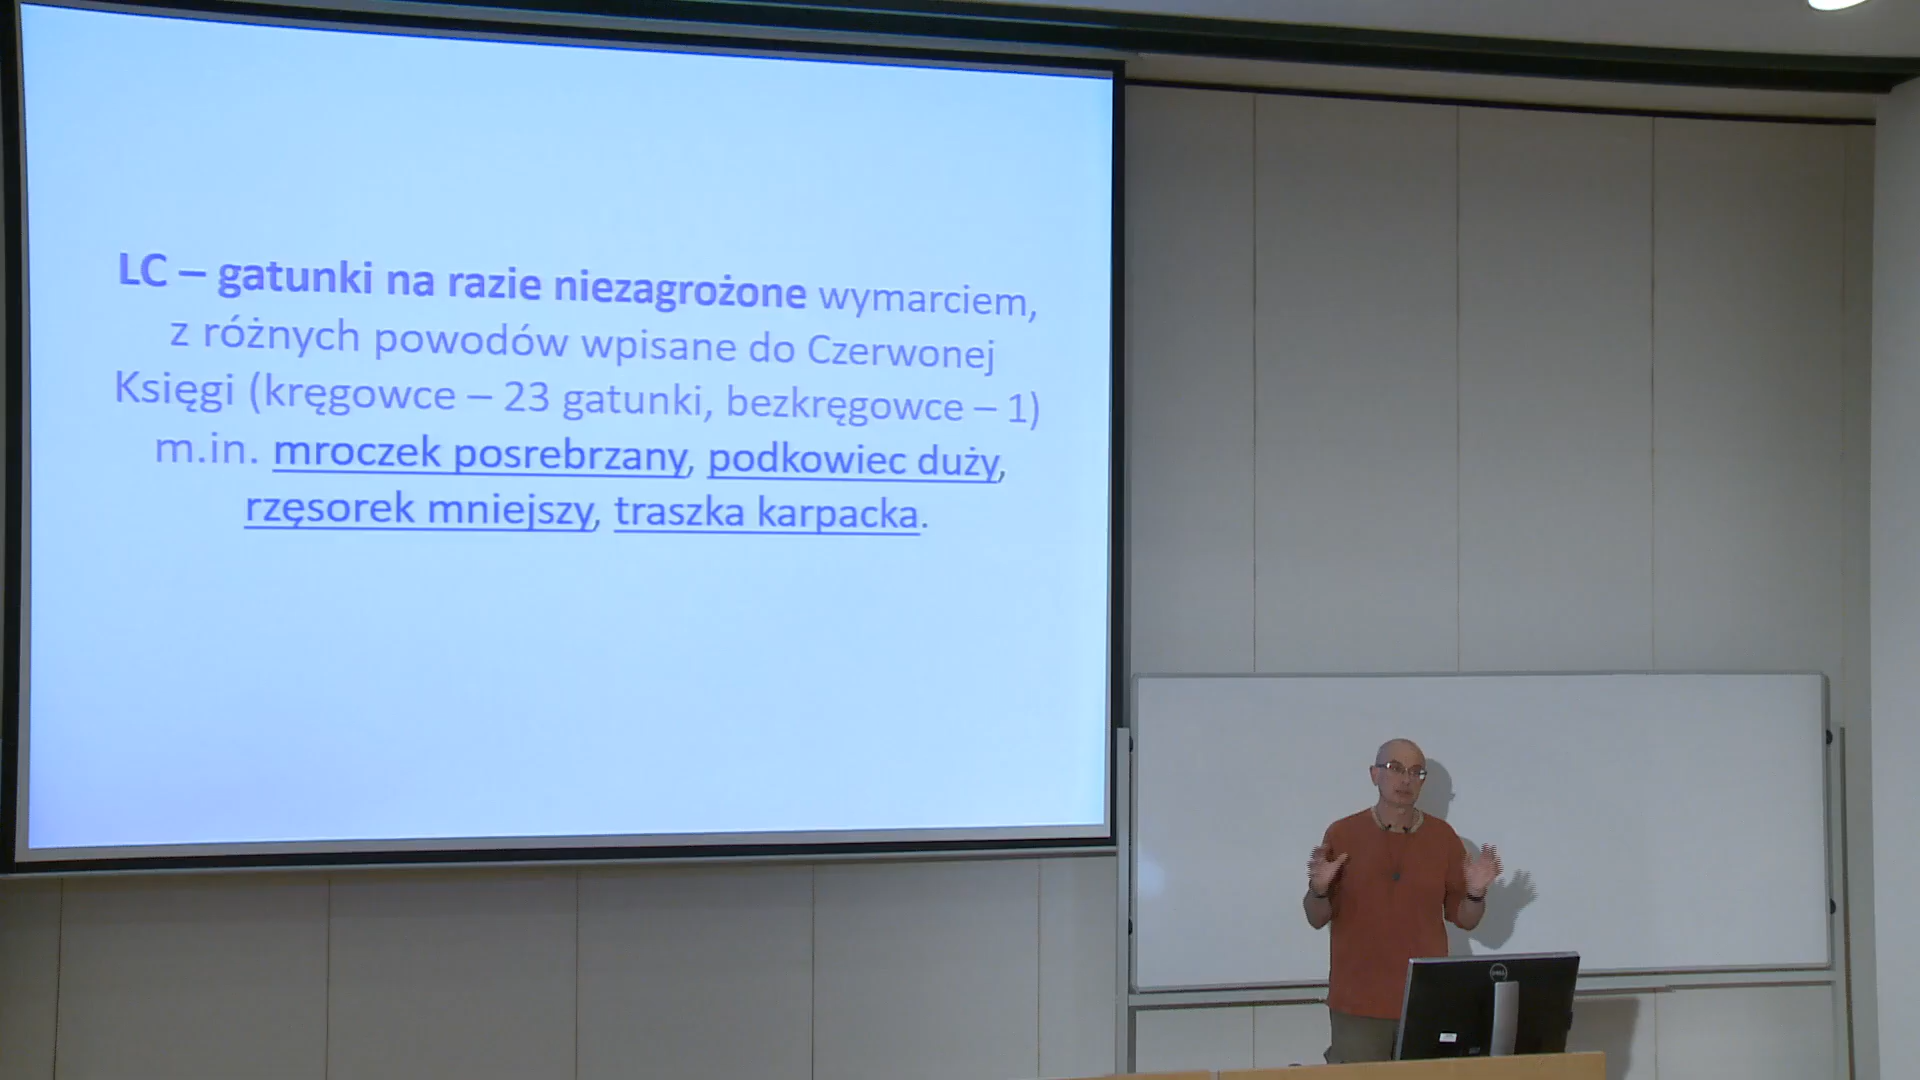 LC – gatunki na razie niezagrożone wymarciem,
z różnych powodów wpisane do Czerwonej
Księgi (kręgowce – 23 gatunki, bezkręgowce – 1)
m.in. mroczek posrebrzany, podkowiec duży,
rzęsorek mniejszy, traszka karpacka.
DELL